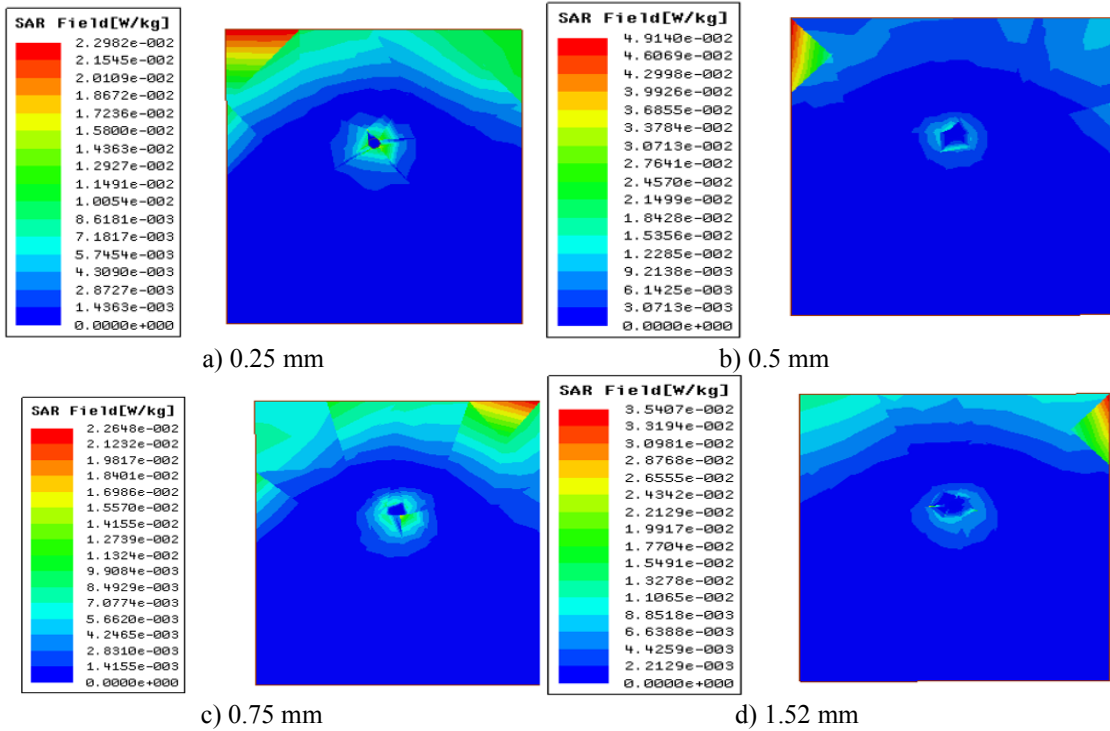 SAR Field[W/kg]
2.2982e-002
2.1545e-002
2.0109e-002
1.8672e-002
1.7236e-002
1.5800e-002
1.4363e-002
1.2927e-002
1.1491e-002
1.0054e-002
8.6181e-003
7.1817e-003
5.7454e-003
4.3090e-003
2.8727e-003
1.4363e-003
0.0000e+000
a) 0.25 mm
SAR Field[W/kg]
4.9140e-002
4.6069e-002
4.2998e-002
3.9926e-002
3.6855e-002
3.3784e-002
3.0713e-002
2.7641e-002
2.4570e-002
2.1499e-002
1.8428e-002
1.5356e-002
1.2285e-002
9.2138e-003
6.1425e-003
3.0713e-003
0.0000e+000
b) 0.5 mm
SAR Field[W/kg]
2.2648e-002
2.1232e-002
1.9817e-002
1.8401e-002
1.6986e-002
1.5570e-002
1.4155e-002
1.2739e-002
1.1324e-002
9.9084e-003
8.4929e-003
7.0774e-003
5.6620e-003
4.2465e-003
2.8310e-003
1.4155e-003
0.0000e+000
c) 0.75 mm
SAR Field[W/kg]
3.5407e-002
3.3194e-002
3.0981e-002
2.8768e-002
2.6555e-002
2.4342e-002
2.2129e-002
1.9917e-002
1.7704e-002
1.5491e-002
1.3278e-002
1.1065e-002
8.8518e-003
6.6388e-003
4.4259e-003
2.2129e-003
0.0000e+000
d) 1.52 mm